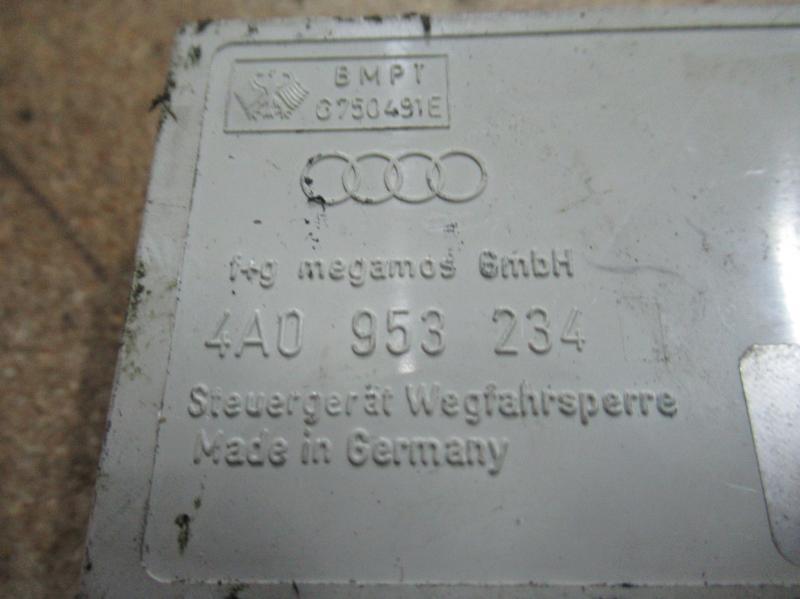 BMPT
G750491E
f+g megamos GmbH
4A0 953 234
Steuergerät Wegfahrsperre
Made in Germany